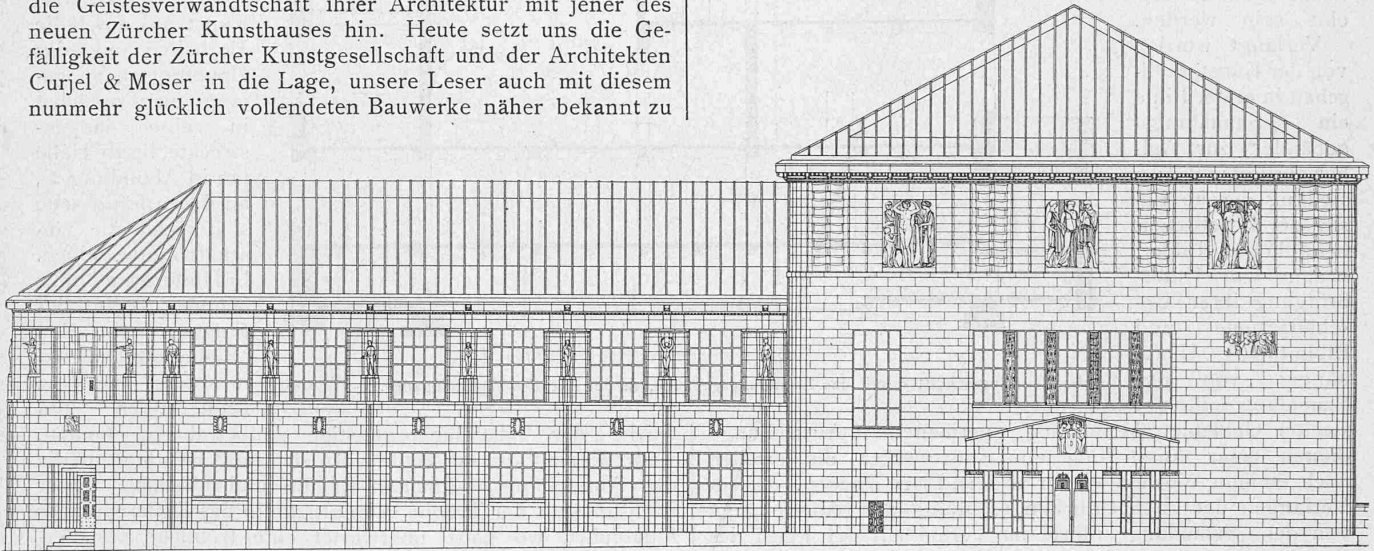 die Geistesverwandtschaft ihrer Architektur mit jener des
neuen Zürcher Kunsthauses hin. Heute setzt uns die Ge-
fälligkeit der Zürcher Kunstgesellschaft und der Architekten
Curjel & Moser in die Lage, unsere Leser auch mit diesem
nunmehr glücklich vollendeten Bauwerke näher bekannt zu